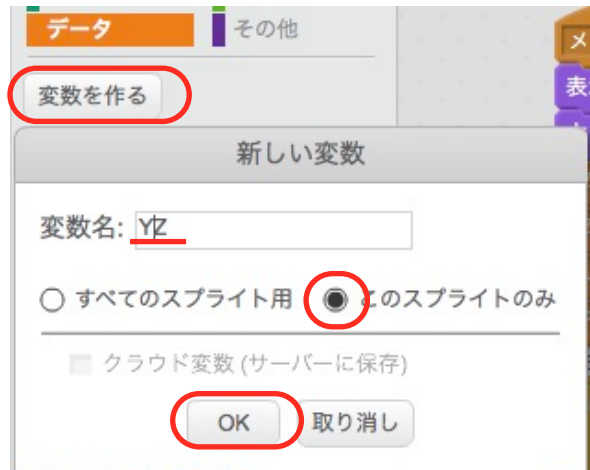 データ その他
メ
変数を作る
表
新しい変数
変数名: YZ
すべてのスプライト用 このスプライトのみ
クラウド変数 (サーバーに保存)
OK 取り消し